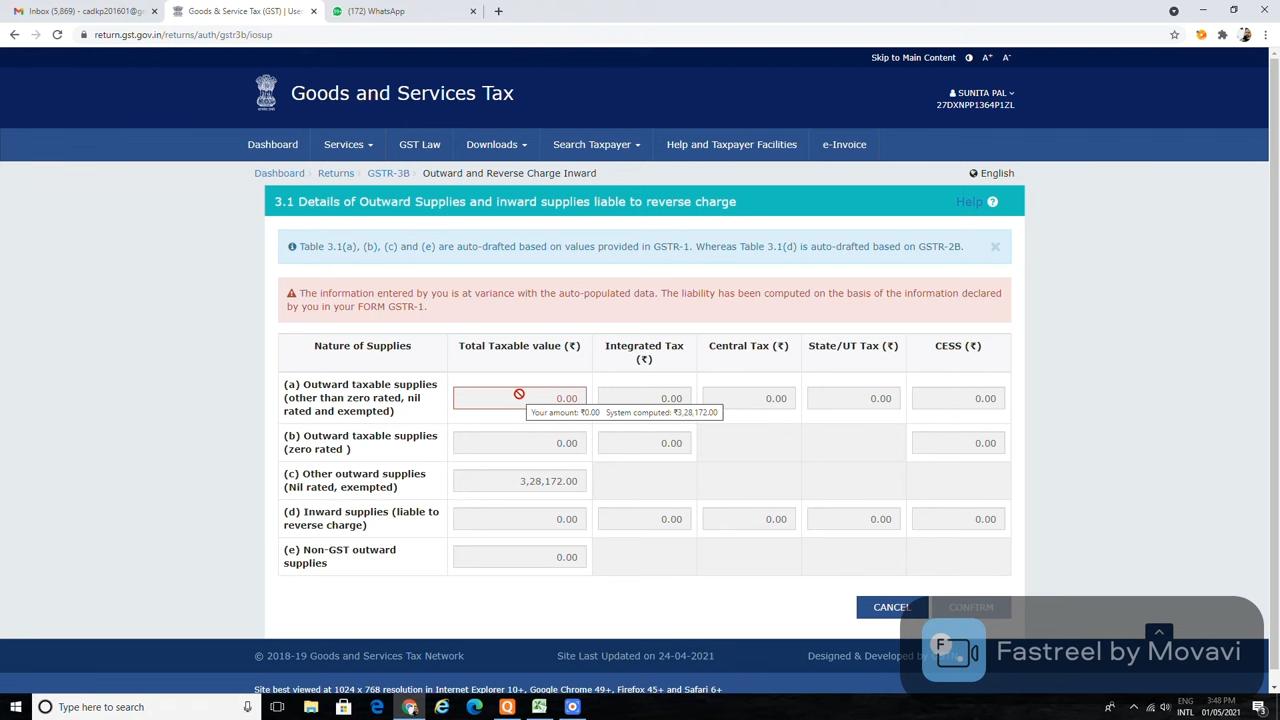 Inbox (5,869) - cadkp201601@g
Goods & Service Tax (GST) | Use
(172) WhatsApp
return.gst.gov.in/returns/auth/gstr3b/iosup
Skip to Main Content A+ A-
Goods and Services Tax
SUNITA PAL
27DXNPP1364P1ZL
Dashboard Services GST Law Downloads Search Taxpayer Help and Taxpayer Facilities e-Invoice
Dashboard Returns GSTR-3B Outward and Reverse Charge Inward English
3.1 Details of Outward Supplies and inward supplies liable to reverse charge Help ?
Table 3.1(a), (b), (c) and (e) are auto-drafted based on values provided in GSTR-1. Whereas Table 3.1(d) is auto-drafted based on GSTR-2B.
The information entered by you is at variance with the auto-populated data. The liability has been computed on the basis of the information declared
by you in your FORM GSTR-1.
Nature of Supplies Total Taxable value (₹) Integrated Tax (₹) Central Tax (₹) State/UT Tax (₹) CESS (₹)
(a) Outward taxable supplies
(other than zero rated, nil
rated and exempted)
0.00 0.00 0.00 0.00 0.00
Your amount: ₹0.00 System computed: ₹3,28,172.00
(b) Outward taxable supplies
(zero rated )
0.00 0.00 0.00
(c) Other outward supplies
(Nil rated, exempted)
3,28,172.00
(d) Inward supplies (liable to
reverse charge)
0.00 0.00 0.00 0.00 0.00
(e) Non-GST outward
supplies
0.00
CANCEL CONFIRM
© 2018-19 Goods and Services Tax Network Site Last Updated on 24-04-2021 Designed & Developed by
Fastreel by Movavi
Site best viewed at 1024 x 768 resolution in Internet Explorer 10+, Google Chrome 49+, Firefox 45+ and Safari 6+
Type here to search
ENG
INTL
3:48 PM
01/05/2021